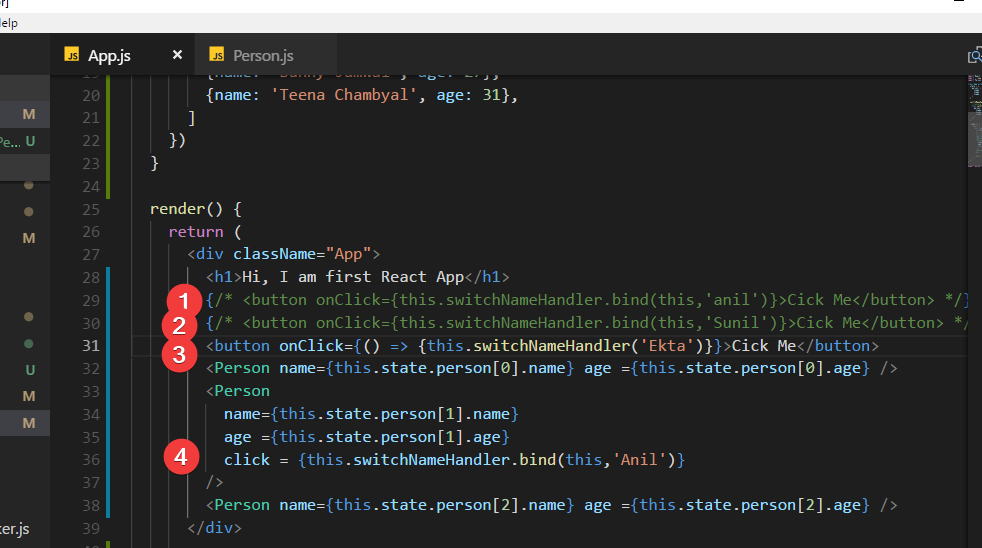 App.js × Person.js
20 {name: 'Teena Chambyal', age: 31},
M 21 ]
U 22 })
23 }
24
25 render() {
26 return (
M 27 <div className="App">
28 <h1>Hi, I am first React App</h1>
1 29 {/* <button onClick={this.switchNameHandler.bind(this,'anil')}>Cick Me</button> */}
2 30 {/* <button onClick={this.switchNameHandler.bind(this,'Sunil')}>Cick Me</button> */
3 31 <button onClick={() => {this.switchNameHandler('Ekta')}}>Cick Me</button>
U 32 <Person name={this.state.person[0].name} age ={this.state.person[0].age} />
M 33 <Person
M 34 name={this.state.person[1].name}
35 age ={this.state.person[1].age}
4 36 click = {this.switchNameHandler.bind(this,'Anil')}
37 />
38 <Person name={this.state.person[2].name} age ={this.state.person[2].age} />
39 </div>